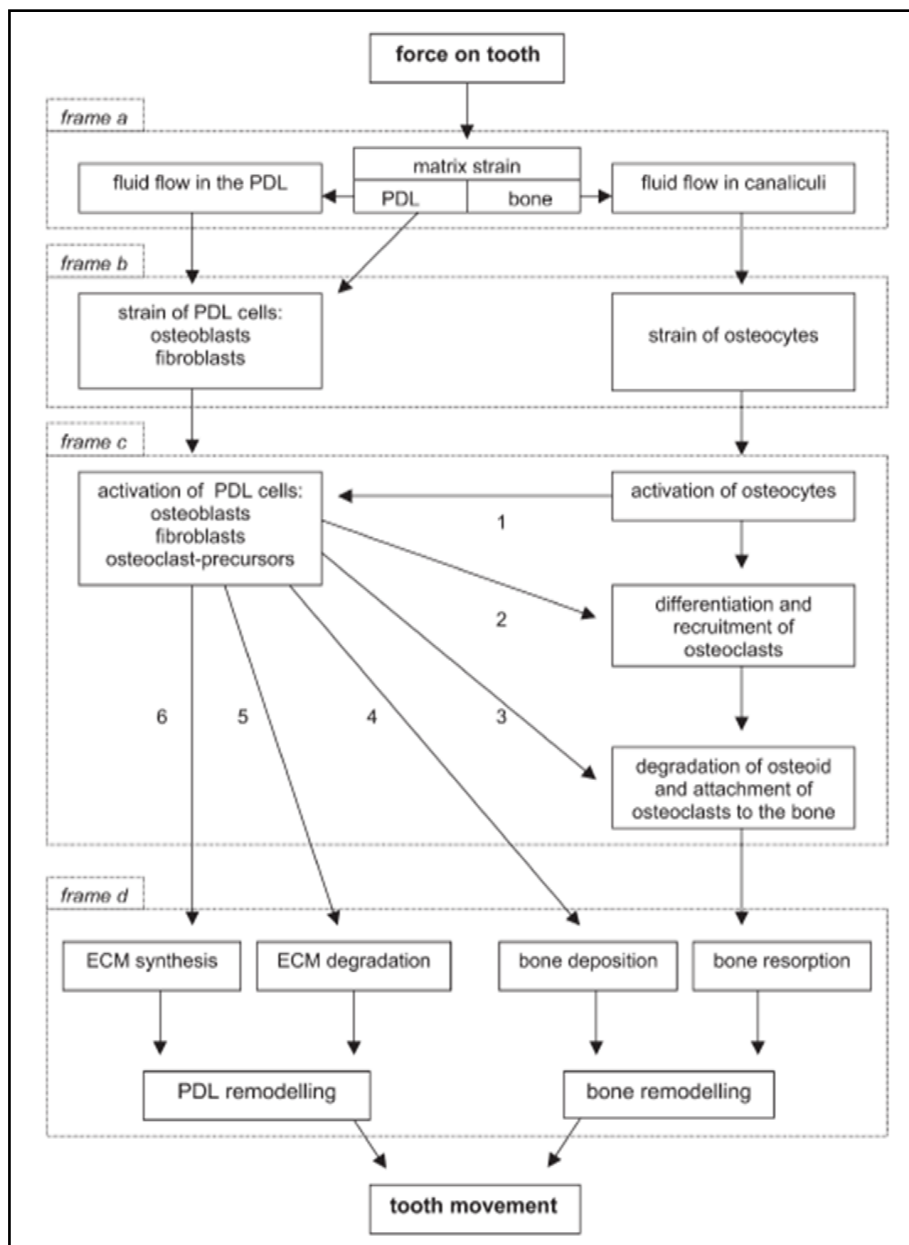 force on tooth
frame a
fluid flow in the PDL
matrix strain
PDL
bone
fluid flow in canaliculi
frame b
strain of PDL cells:
osteoblasts
fibroblasts
strain of osteocytes
frame c
activation of PDL cells:
osteoblasts
fibroblasts
osteoclast-precursors
activation of osteocytes
1
2
differentiation and
recruitment of
osteoclasts
6
5
4
3
degradation of osteoid
and attachment of
osteoclasts to the bone
frame d
ECM synthesis
ECM degradation
bone deposition
bone resorption
PDL remodelling
bone remodelling
tooth movement